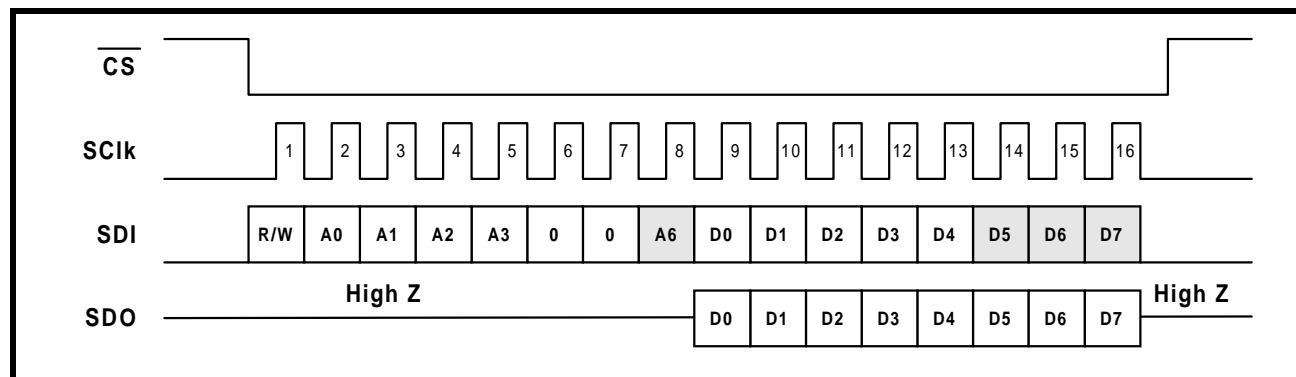 CS
SClk 1 2 3 4 5 6 7 8 9 10 11 12 13 14 15 16
SDI R/W A0 A1 A2 A3 0 0 A6 D0 D1 D2 D3 D4 D5 D6 D7
High Z High Z
SDO D0 D1 D2 D3 D4 D5 D6 D7